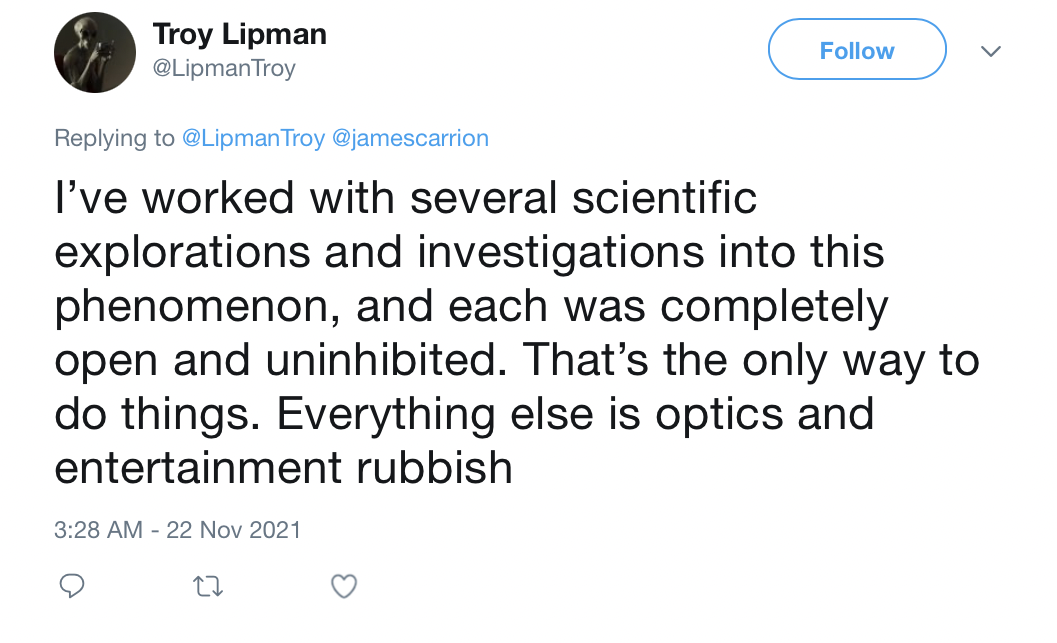 Troy Lipman
@LipmanTroy
Follow
Replying to @LipmanTroy @jamescarrion
I’ve worked with several scientific
explorations and investigations into this
phenomenon, and each was completely
open and uninhibited. That’s the only way to
do things. Everything else is optics and
entertainment rubbish
3:28 AM - 22 Nov 2021